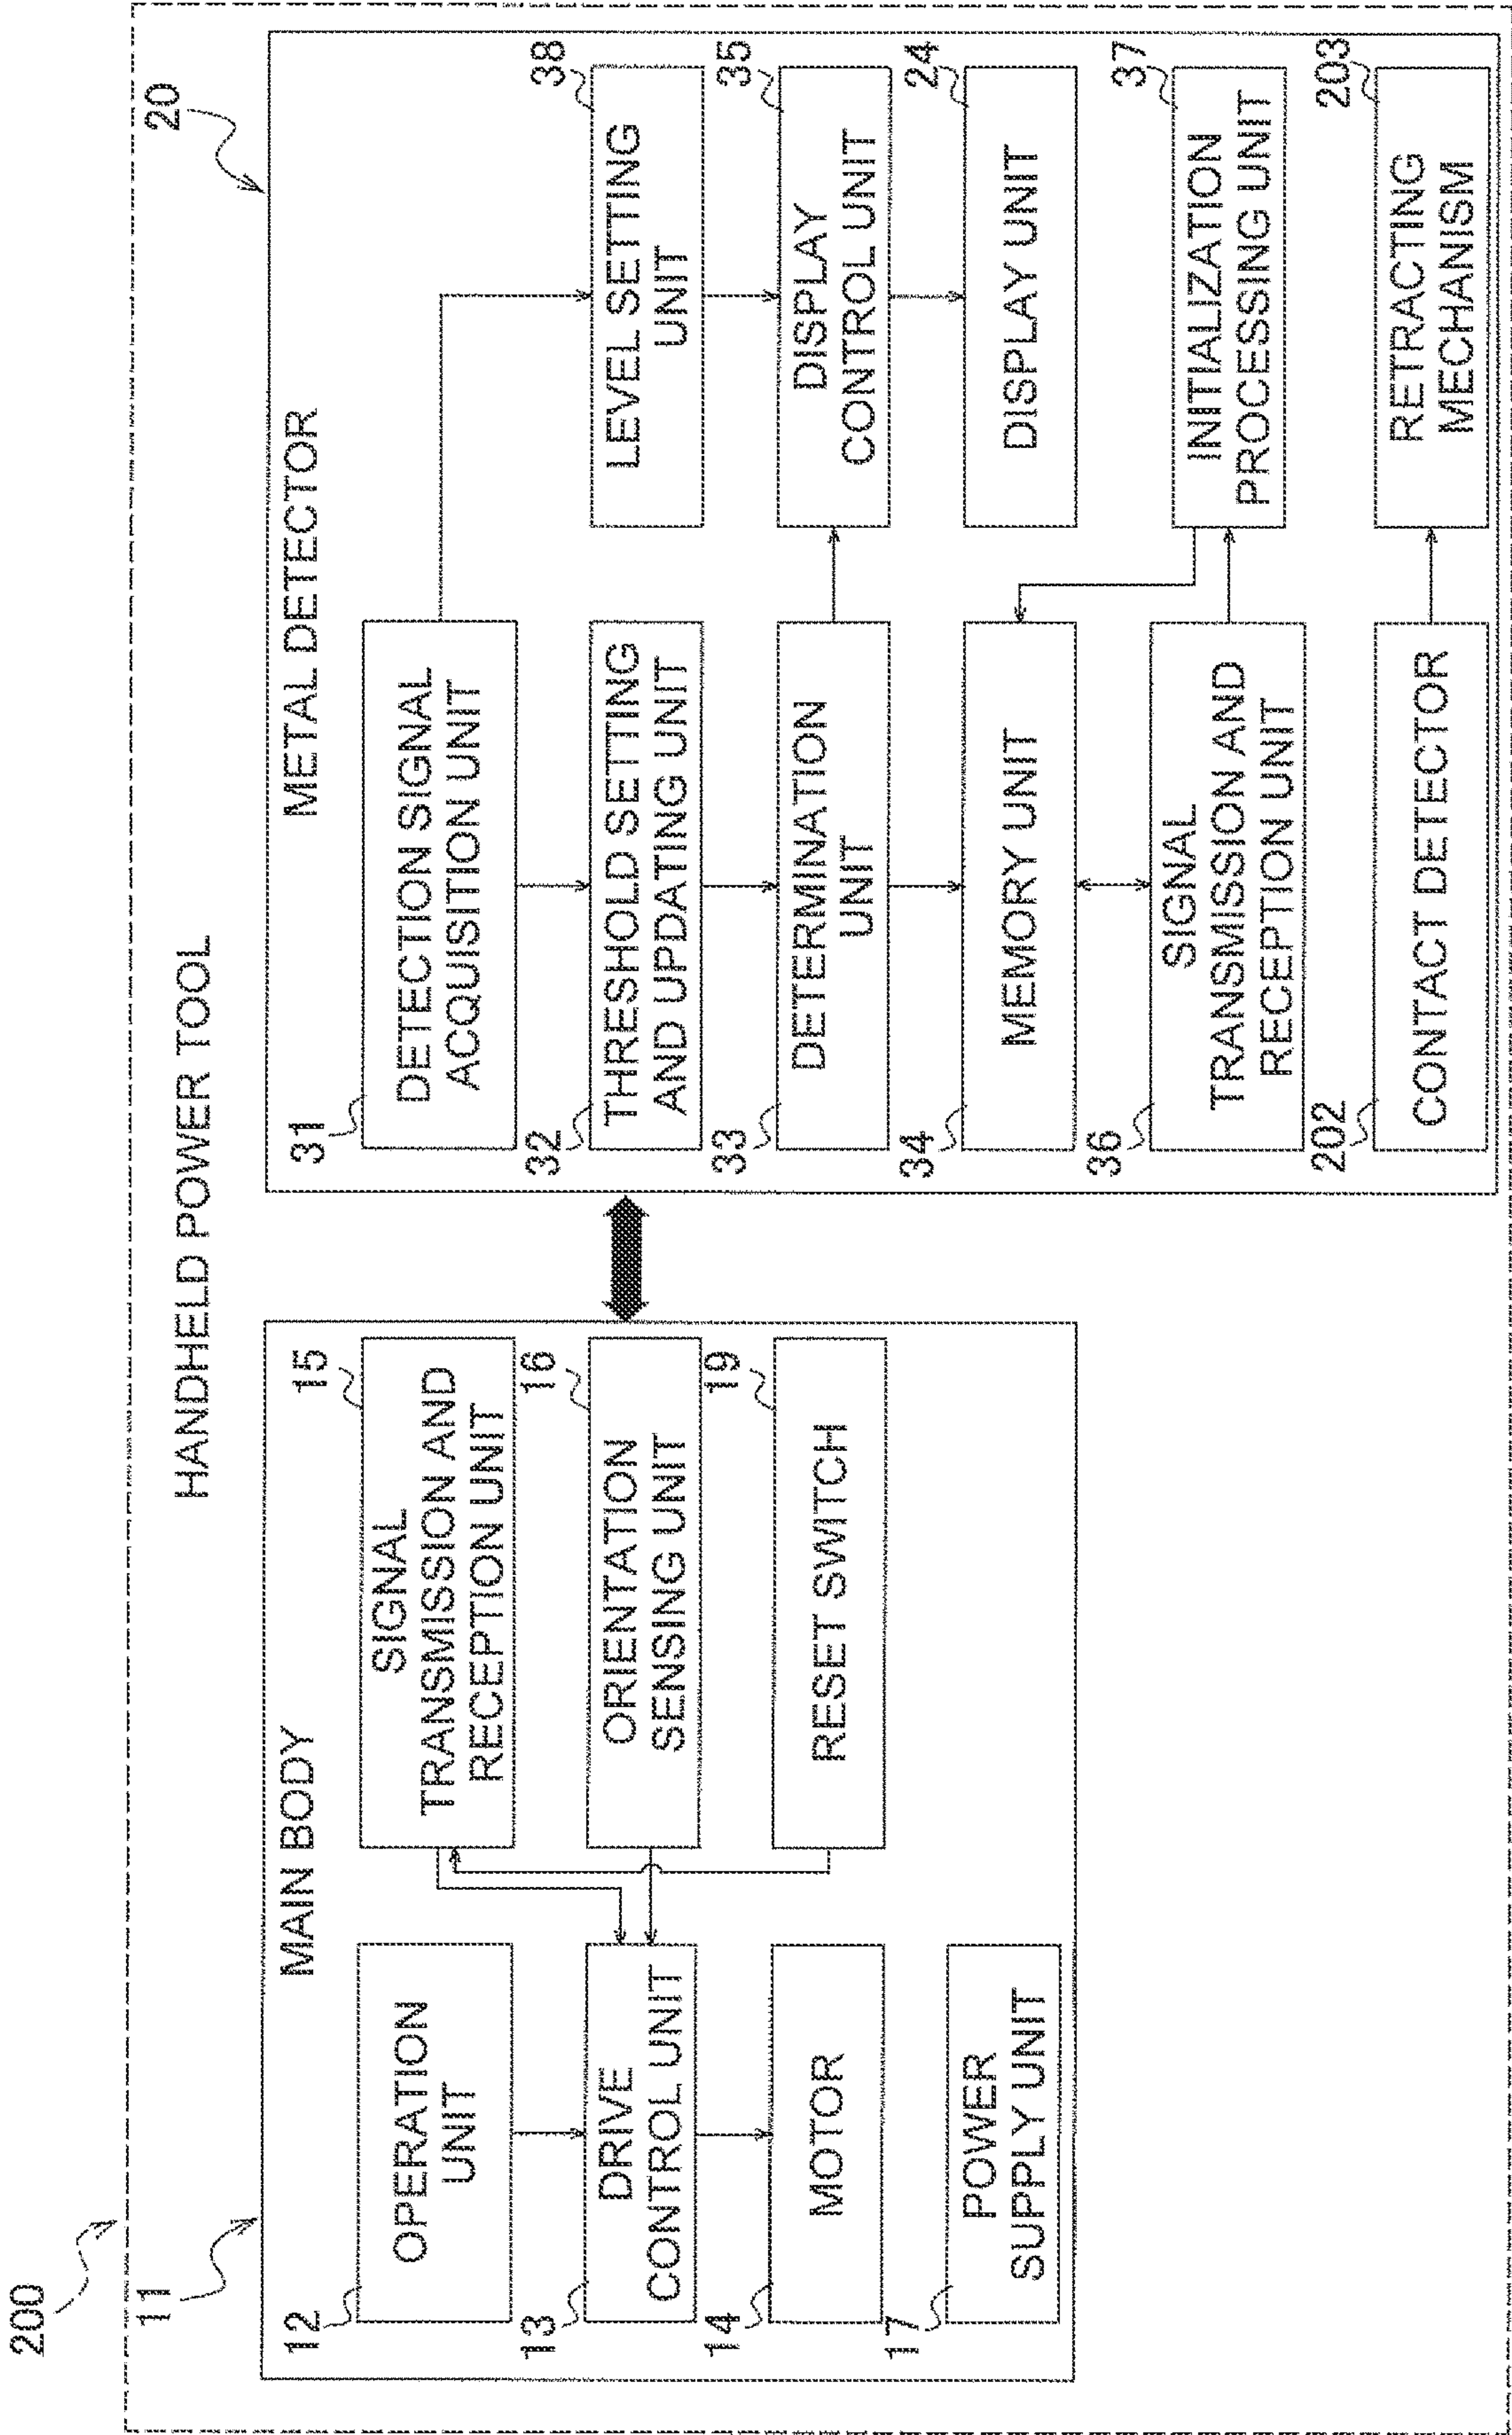 200
HANDHELD POWER TOOL
11
MAIN BODY
12
OPERATION
UNIT
13
DRIVE
CONTROL UNIT
14
MOTOR
17
POWER
SUPPLY UNIT
15
SIGNAL
TRANSMISSION AND
RECEPTION UNIT
16
ORIENTATION
SENSING UNIT
19
RESET SWITCH
20
METAL DETECTOR
31
DETECTION SIGNAL
ACQUISITION UNIT
32
THRESHOLD SETTING
AND UPDATING UNIT
33
DETERMINATION
UNIT
34
MEMORY UNIT
36
SIGNAL
TRANSMISSION AND
RECEPTION UNIT
202
CONTACT DETECTOR
38
LEVEL SETTING
UNIT
35
DISPLAY
CONTROL UNIT
24
DISPLAY UNIT
37
INITIALIZATION
PROCESSING UNIT
203
RETRACTING
MECHANISM